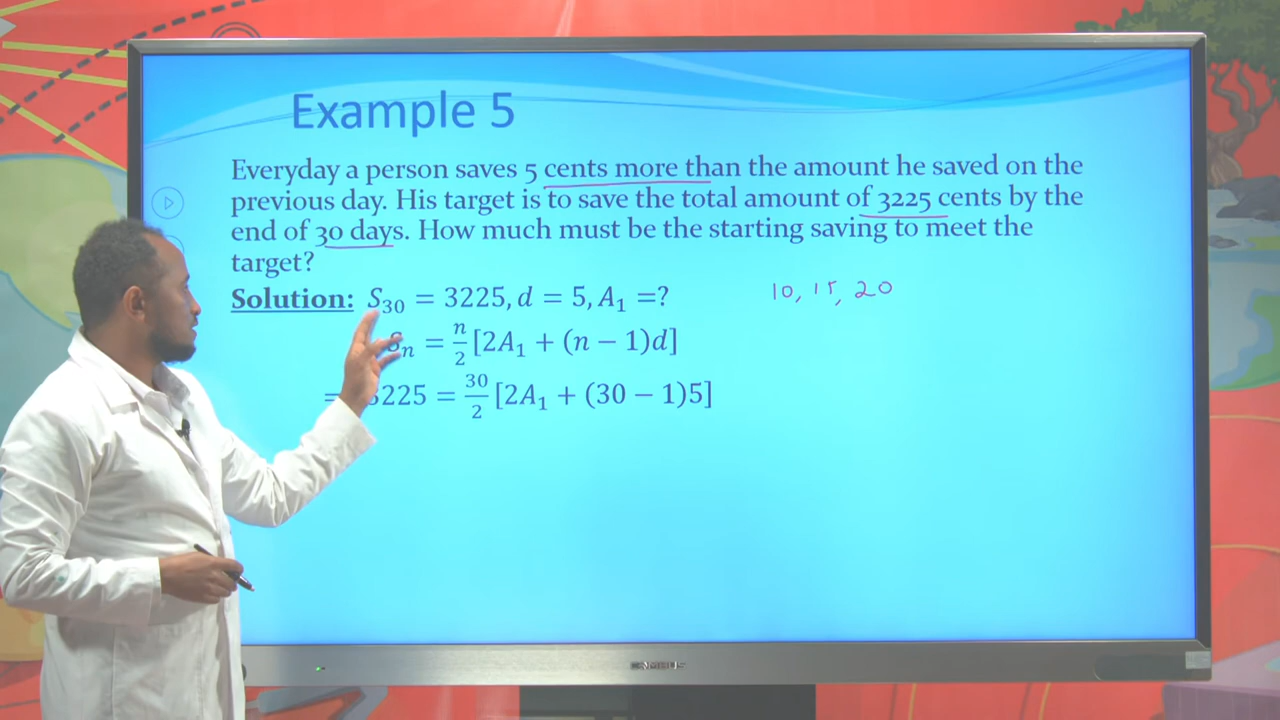 Example 5
Everyday a person saves 5 cents more than the amount he saved on the
previous day. His target is to save the total amount of 3225 cents by the
end of 30 days. How much must be the starting saving to meet the
target?
Solution: S₃₀ = 3225, d = 5, A₁ =?
10, 15, 20
Sₙ = n/2 [2A₁ + (n − 1)d]
225 = 30/2 [2A₁ + (30 − 1)5]